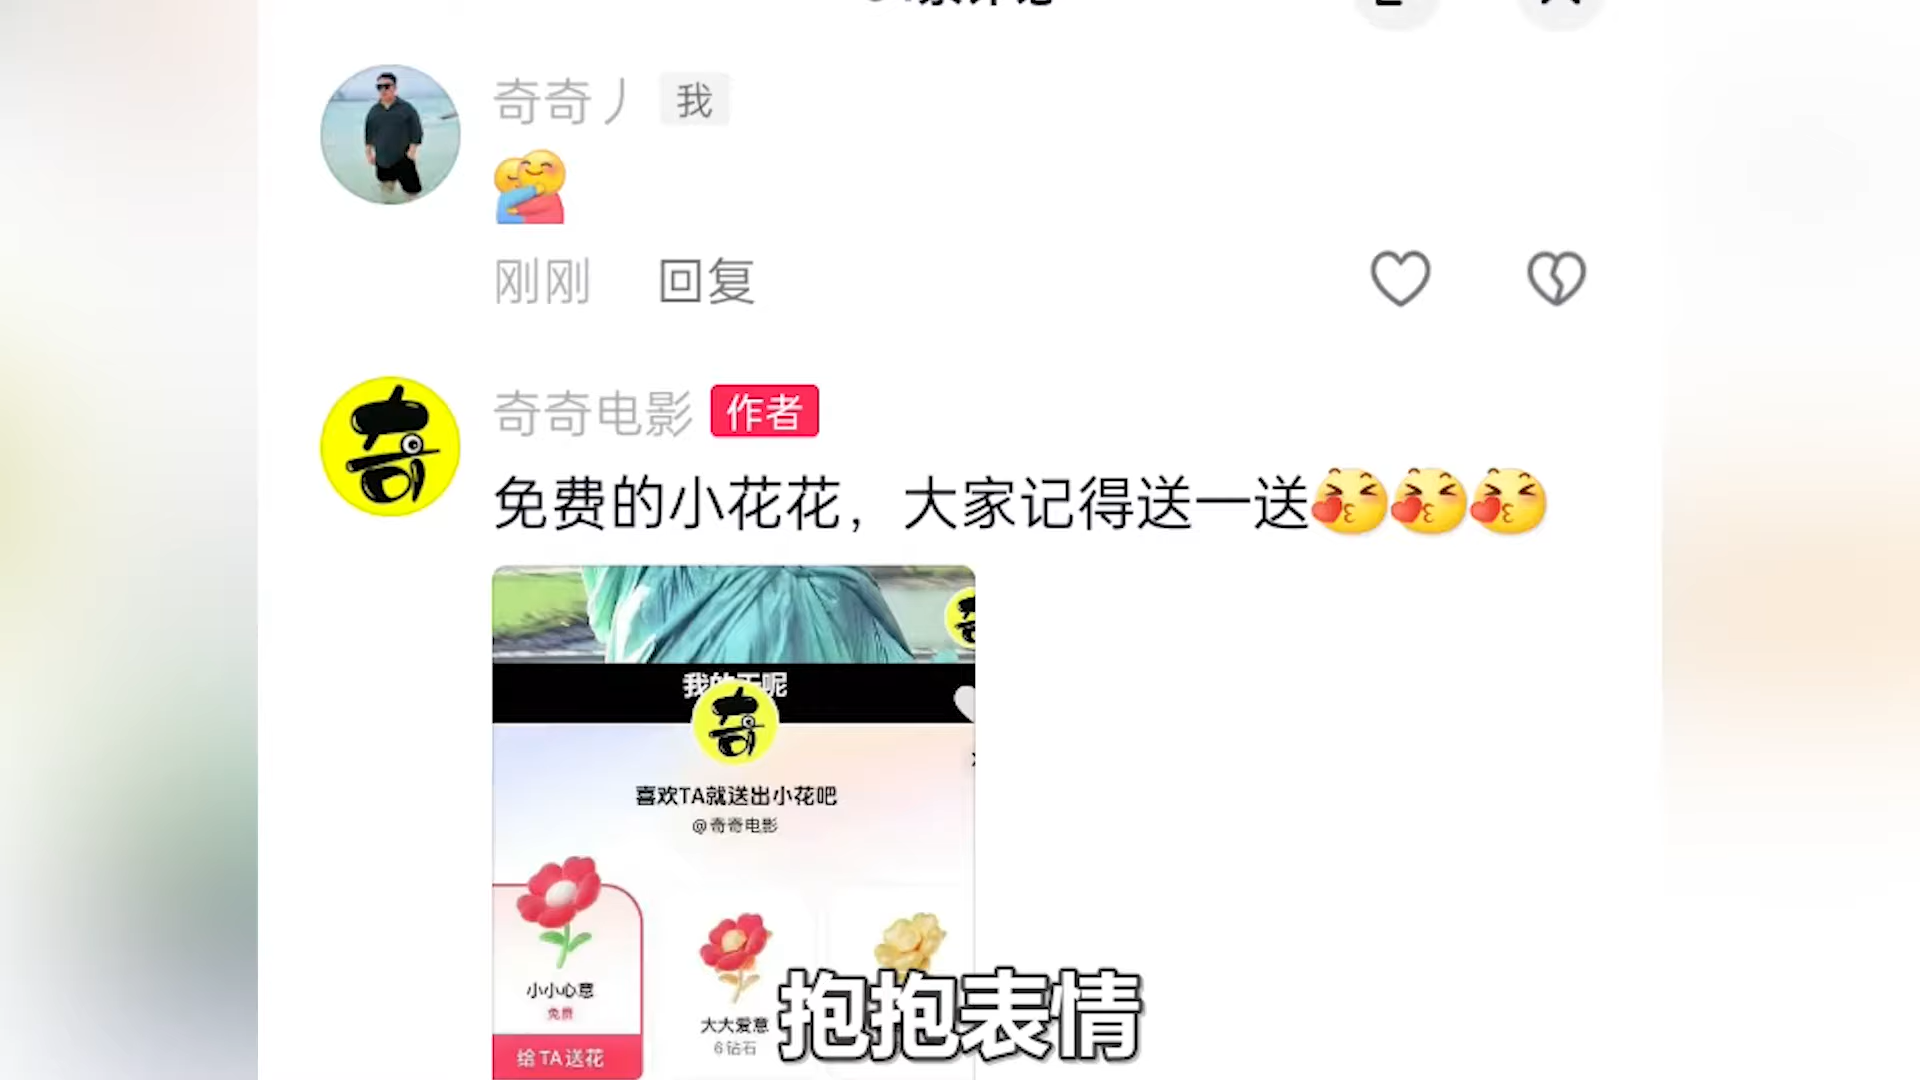 奇奇丿 我
刚刚 回复
奇奇电影 作者
免费的小花花，大家记得送一送
喜欢TA就送出小花吧
@奇奇电影
小小心意
免费
给TA送花
大大爱意
6钻石
抱抱表情